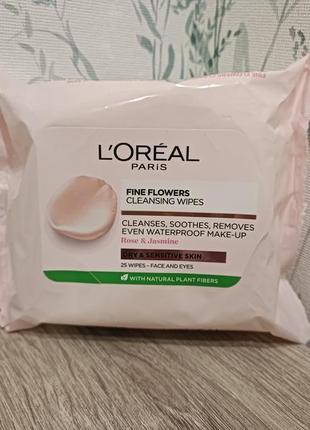 L'ORÉAL
PARIS
FINE FLOWERS
CLEANSING WIPES
CLEANSES, SOOTHES, REMOVES
EVEN WATERPROOF MAKE-UP
Rose & Jasmine
DRY & SENSITIVE SKIN
25 WIPES – FACE AND EYES
WITH NATURAL PLANT FIBERS